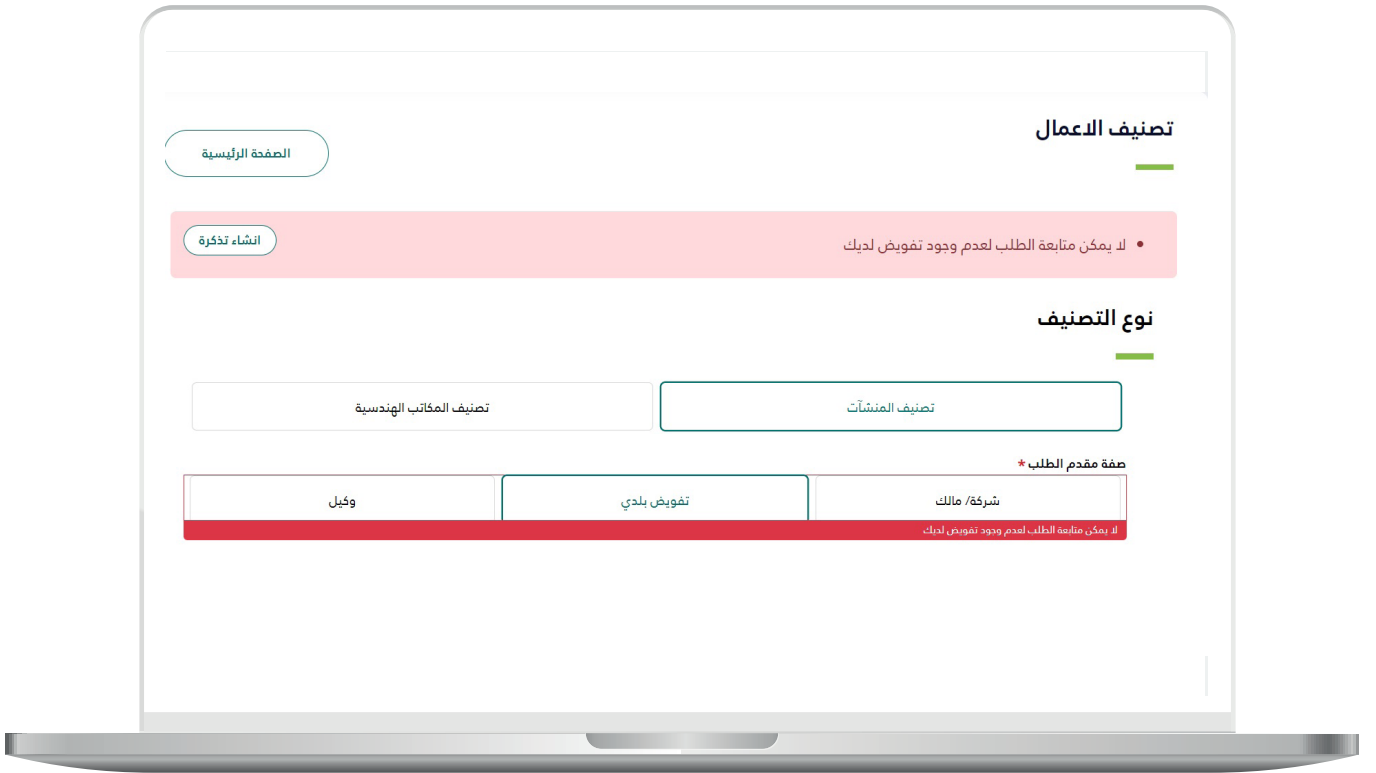 تصنيف الاعمال
الصفحة الرئيسية
لا يمكن متابعة الطلب لعدم وجود تفويض لديك
انشاء تذكرة
نوع التصنيف
تصنيف المنشآت
تصنيف المكاتب الهندسية
صفة مقدم الطلب *
شركة/ مالك
تفويض بلدي
وكيل
لا يمكن متابعة الطلب لعدم وجود تفويض لديك